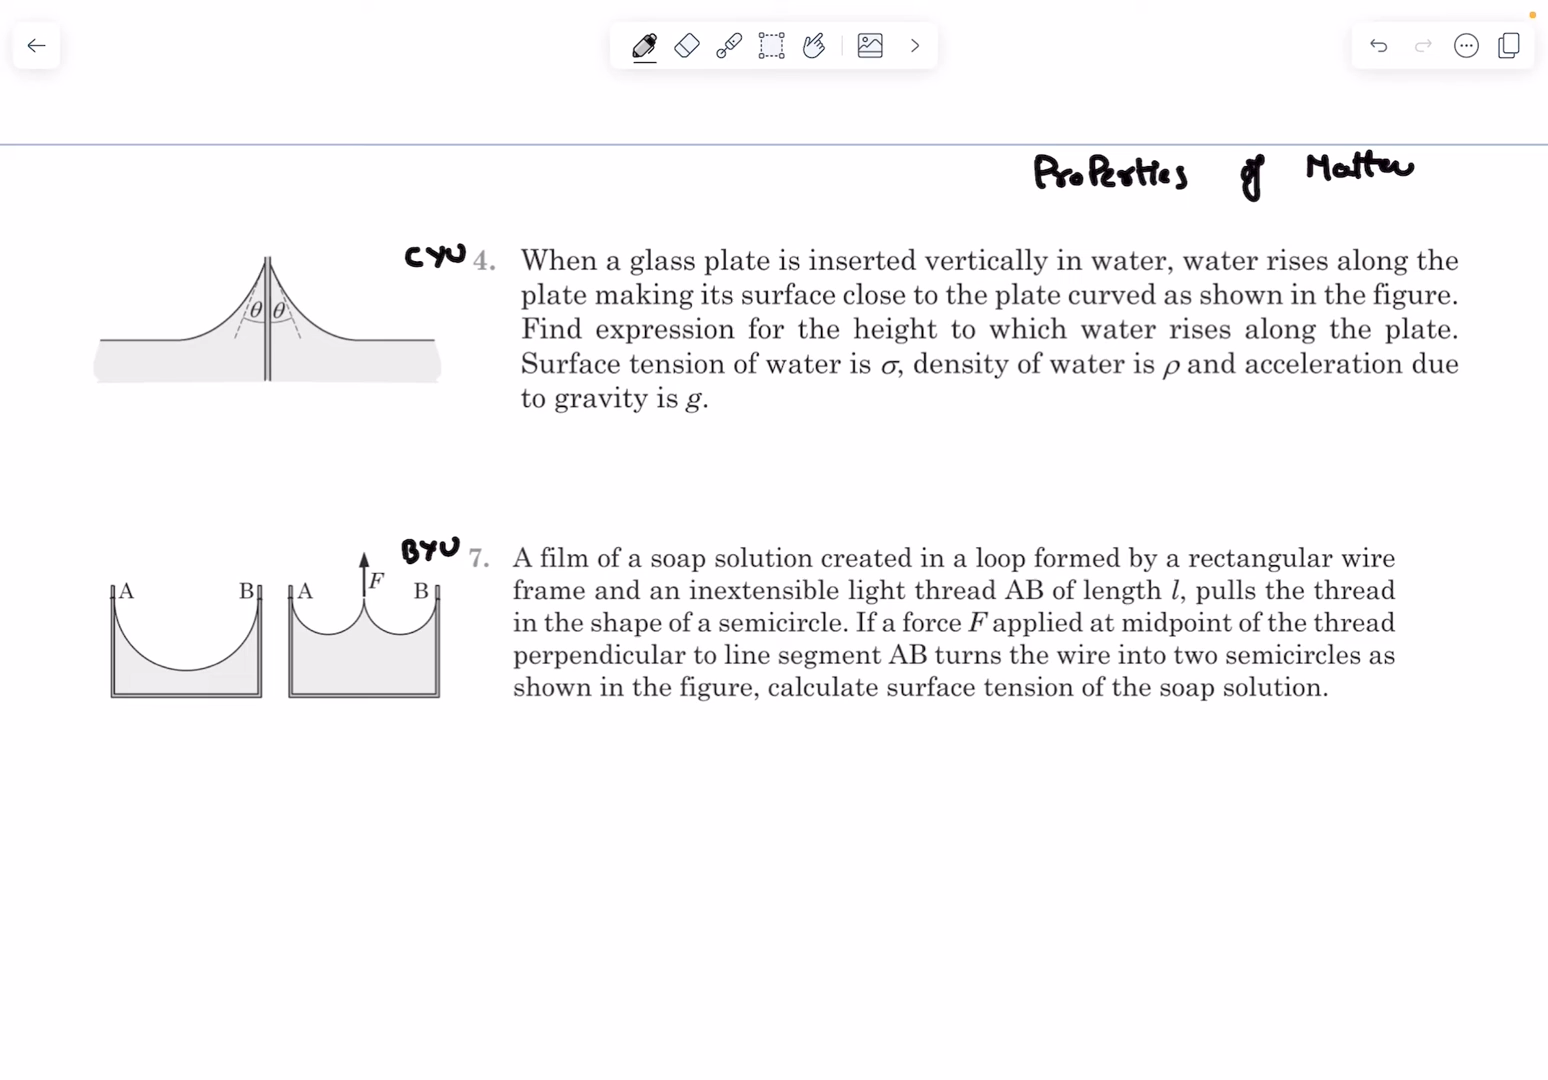 Properties of Matter
CYU 4. When a glass plate is inserted vertically in water, water rises along the
plate making its surface close to the plate curved as shown in the figure.
Find expression for the height to which water rises along the plate.
Surface tension of water is σ, density of water is ρ and acceleration due
to gravity is g.
θ θ
BYU 7. A film of a soap solution created in a loop formed by a rectangular wire
frame and an inextensible light thread AB of length l, pulls the thread
in the shape of a semicircle. If a force F applied at midpoint of the thread
perpendicular to line segment AB turns the wire into two semicircles as
shown in the figure, calculate surface tension of the soap solution.
A B A F B